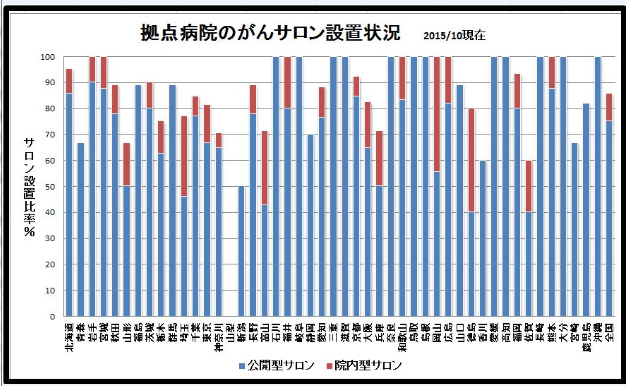 拠点病院のがんサロン設置状況 2015/10現在
サロン設置比率%
100
90
80
70
60
50
40
30
20
10
0
北海道
青森
岩手
宮城
秋田
山形
福島
茨城
栃木
群馬
埼玉
千葉
東京
神奈川
山梨
新潟
長野
富山
石川
福井
岐阜
静岡
愛知
三重
滋賀
京都
大阪
兵庫
奈良
和歌山
鳥取
島根
岡山
広島
山口
徳島
香川
愛媛
高知
福岡
佐賀
長崎
熊本
大分
宮崎
鹿児島
沖縄
全国
公開型サロン 院内型サロン